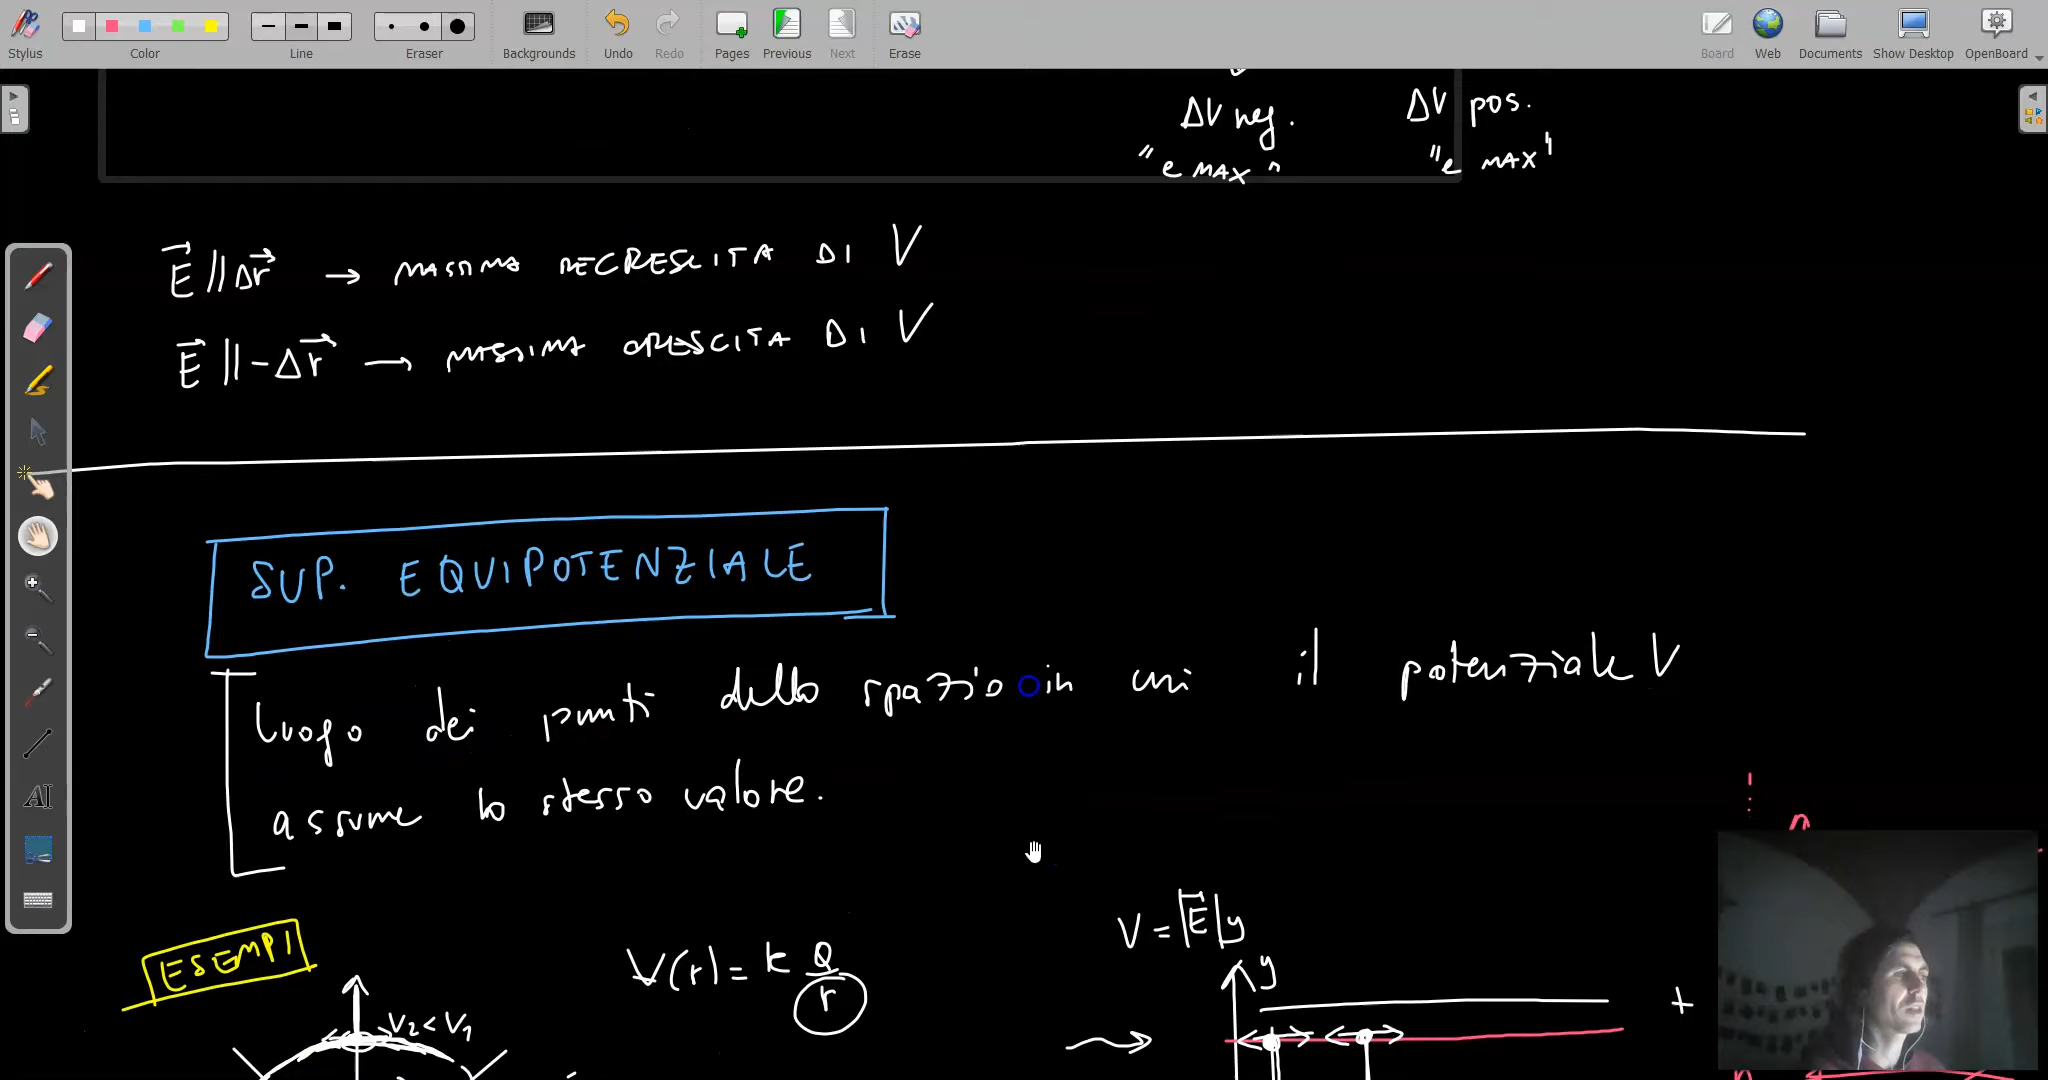 Stylus
Color
Line
Eraser
Backgrounds
Undo
Redo
Pages
Previous
Next
Erase
Board
Web
Documents
Show Desktop
OpenBoard
ΔV neg. ΔV pos.
"e MAX" "e MAX"
E⃗ // Δr⃗ → MASSIMA DECRESCITA DI V
E⃗ // -Δr⃗ → MASSIMA CRESCITA DI V
SUP. EQUIPOTENZIALE
luogo dei punti dello spazio in cui il potenziale V
assume lo stesso valore.
ESEMPI
V(r) = k Q/r
V = |E⃗|y
y
V₂ < V₁
+